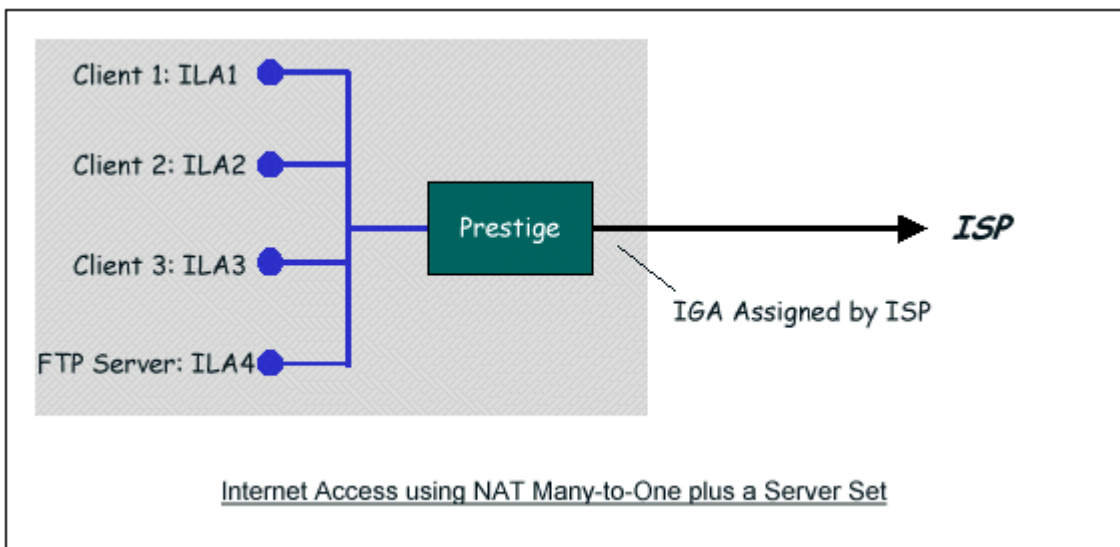 Client 1: ILA1
Client 2: ILA2
Prestige
ISP
Client 3: ILA3
IGA Assigned by ISP
FTP Server: ILA4
Internet Access using NAT Many-to-One plus a Server Set